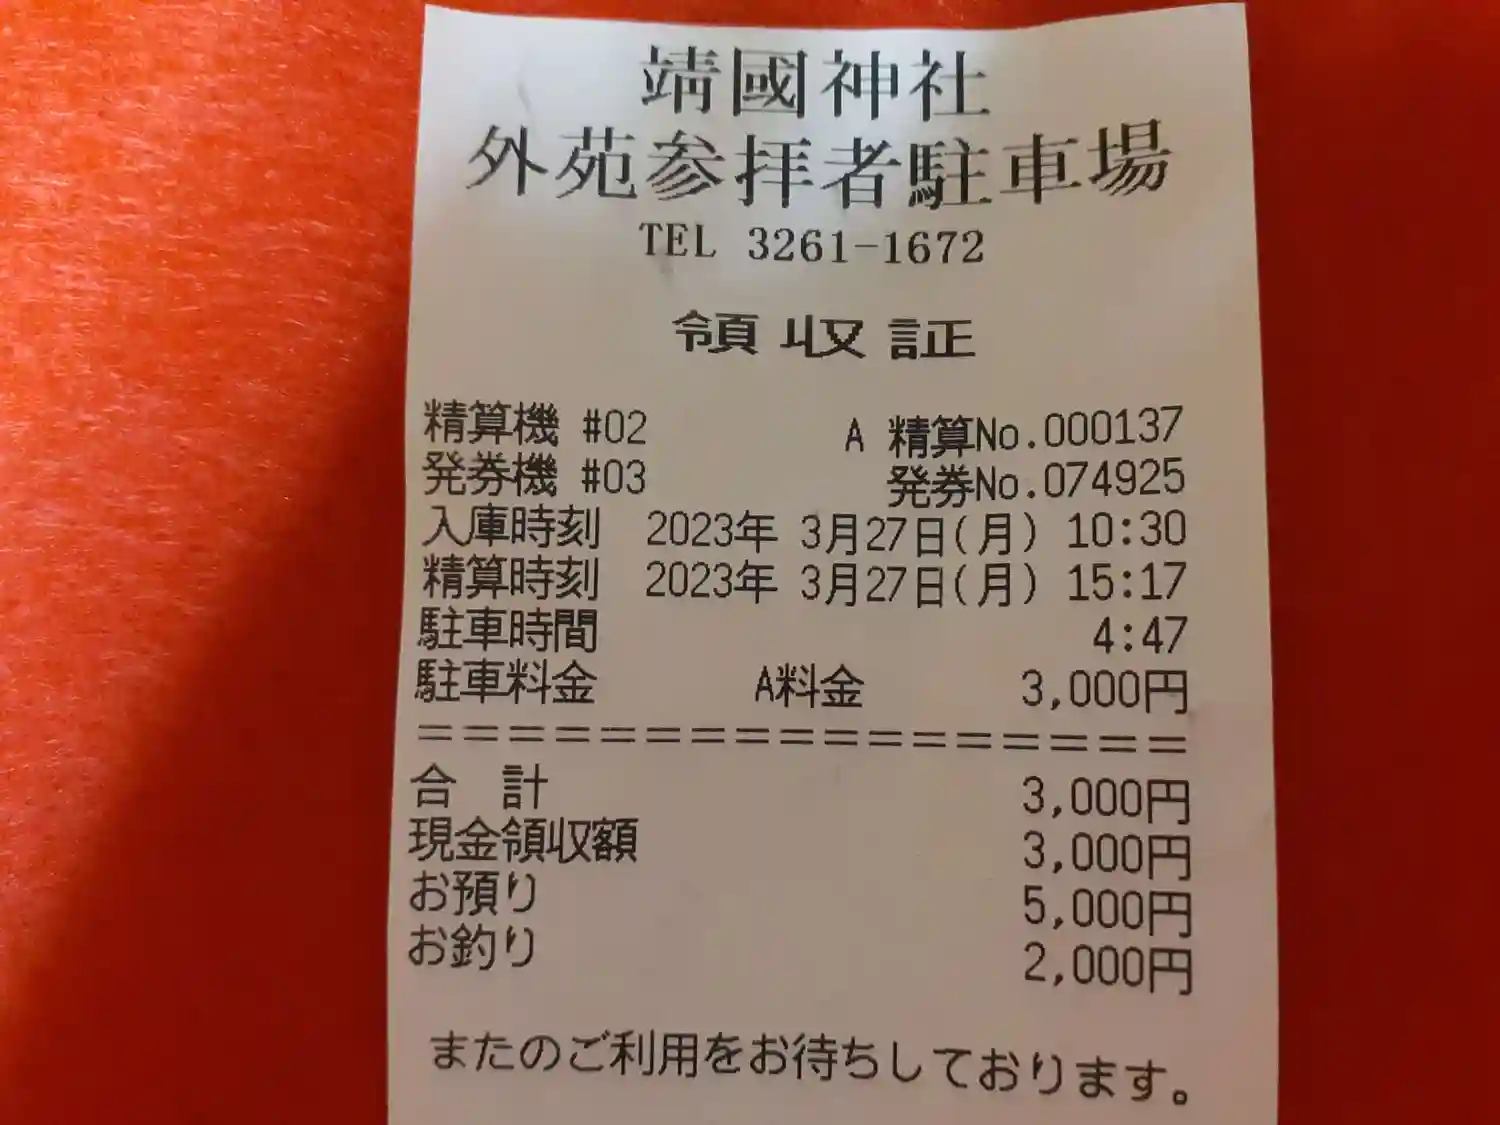 靖國神社
外苑参拝者駐車場
TEL 3261-1672
領収証
精算機 #02 A 精算No.000137
発券機 #03 発券No.074925
入庫時刻 2023年 3月27日(月) 10:30
精算時刻 2023年 3月27日(月) 15:17
駐車時間 4:47
駐車料金 A料金 3,000円
==================
合 計 3,000円
現金領収額 3,000円
お預り 5,000円
お釣り 2,000円
またのご利用をお待ちしております。